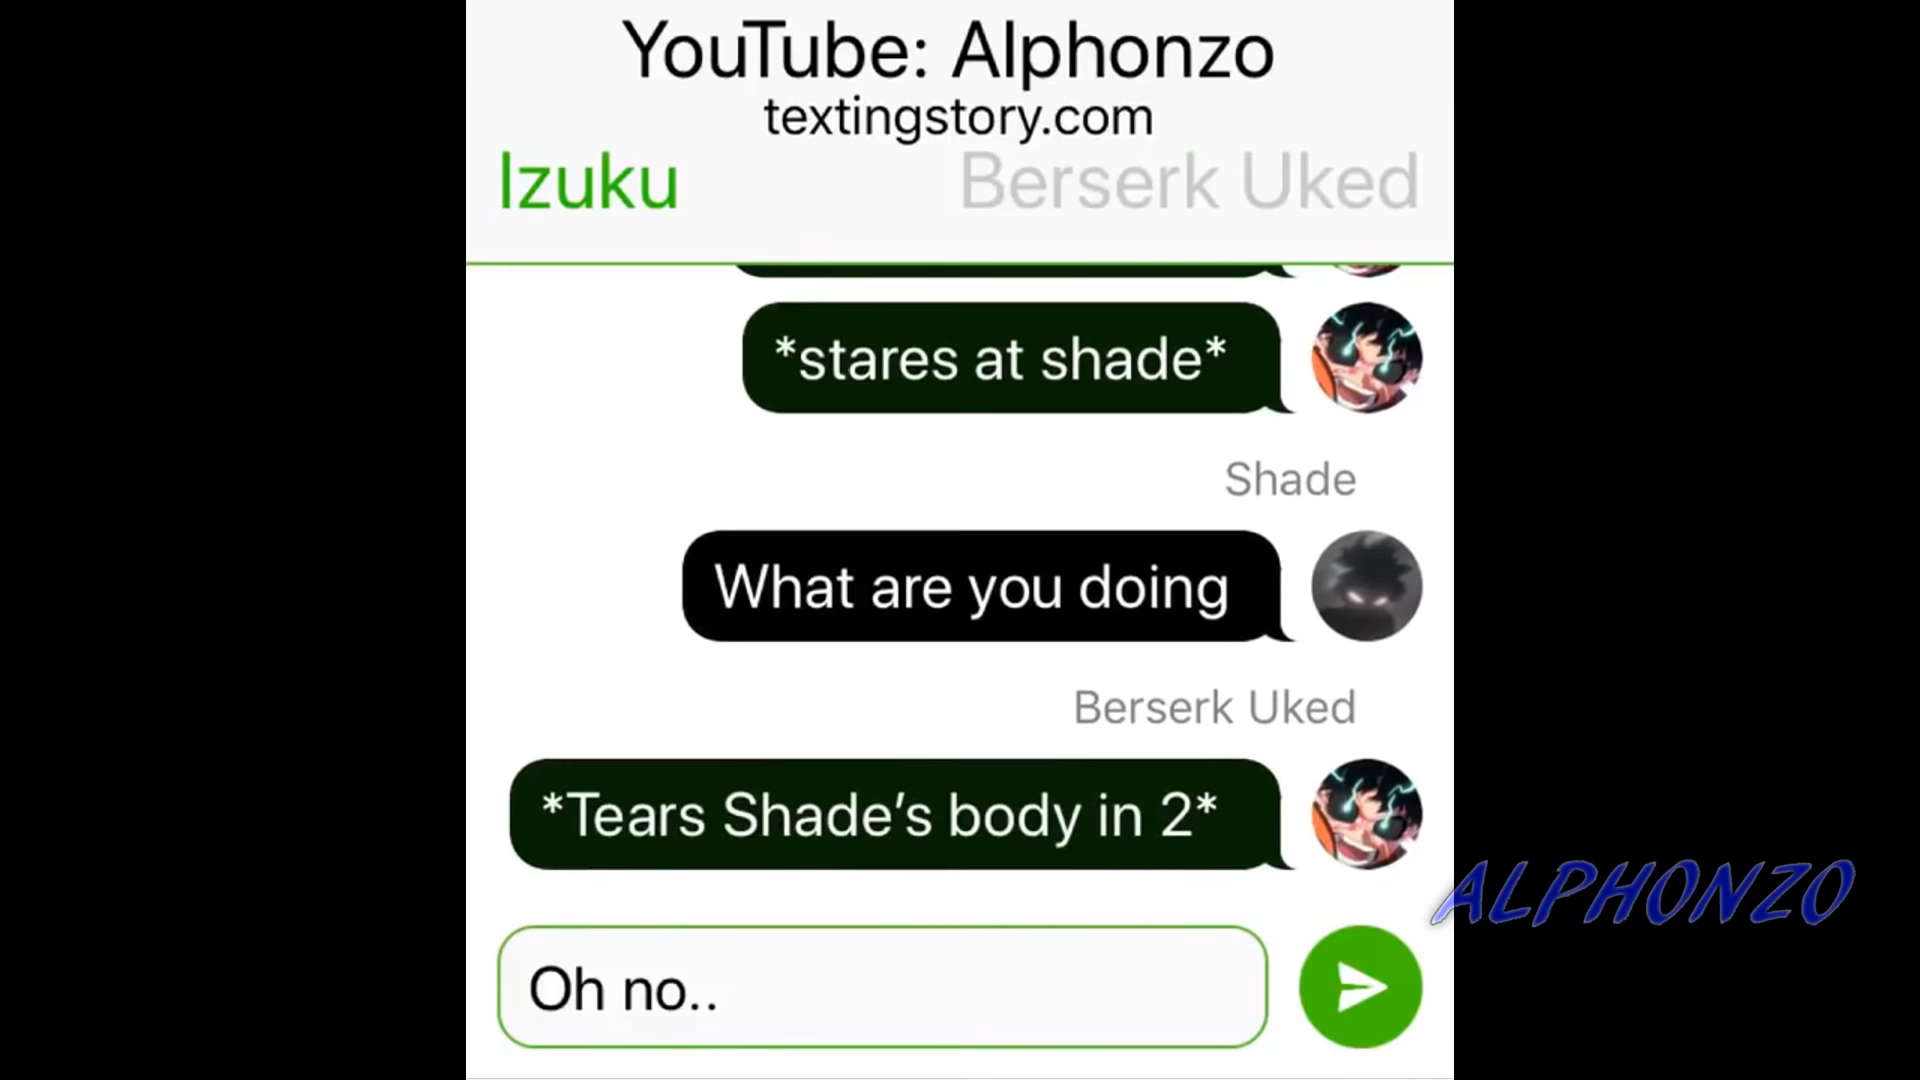 YouTube: Alphonzo
textingstory.com
Izuku
Berserk Uked
*stares at shade*
Shade
What are you doing
Berserk Uked
*Tears Shade’s body in 2*
Oh no..
ALPHONZO